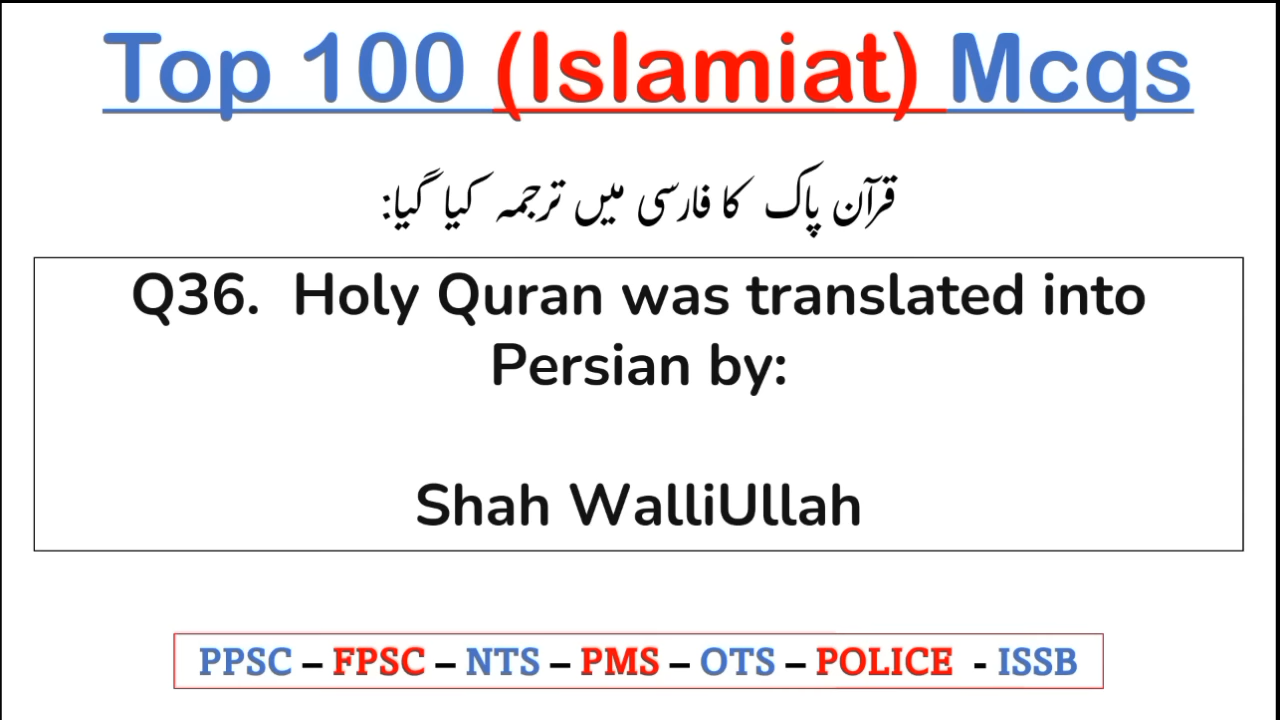 Top 100 (Islamiat) Mcqs
قرآن پاک کا فارسی میں ترجمہ کیا گیا:
Q36. Holy Quran was translated into
Persian by:
Shah WalliUllah
PPSC – FPSC – NTS – PMS – OTS – POLICE - ISSB